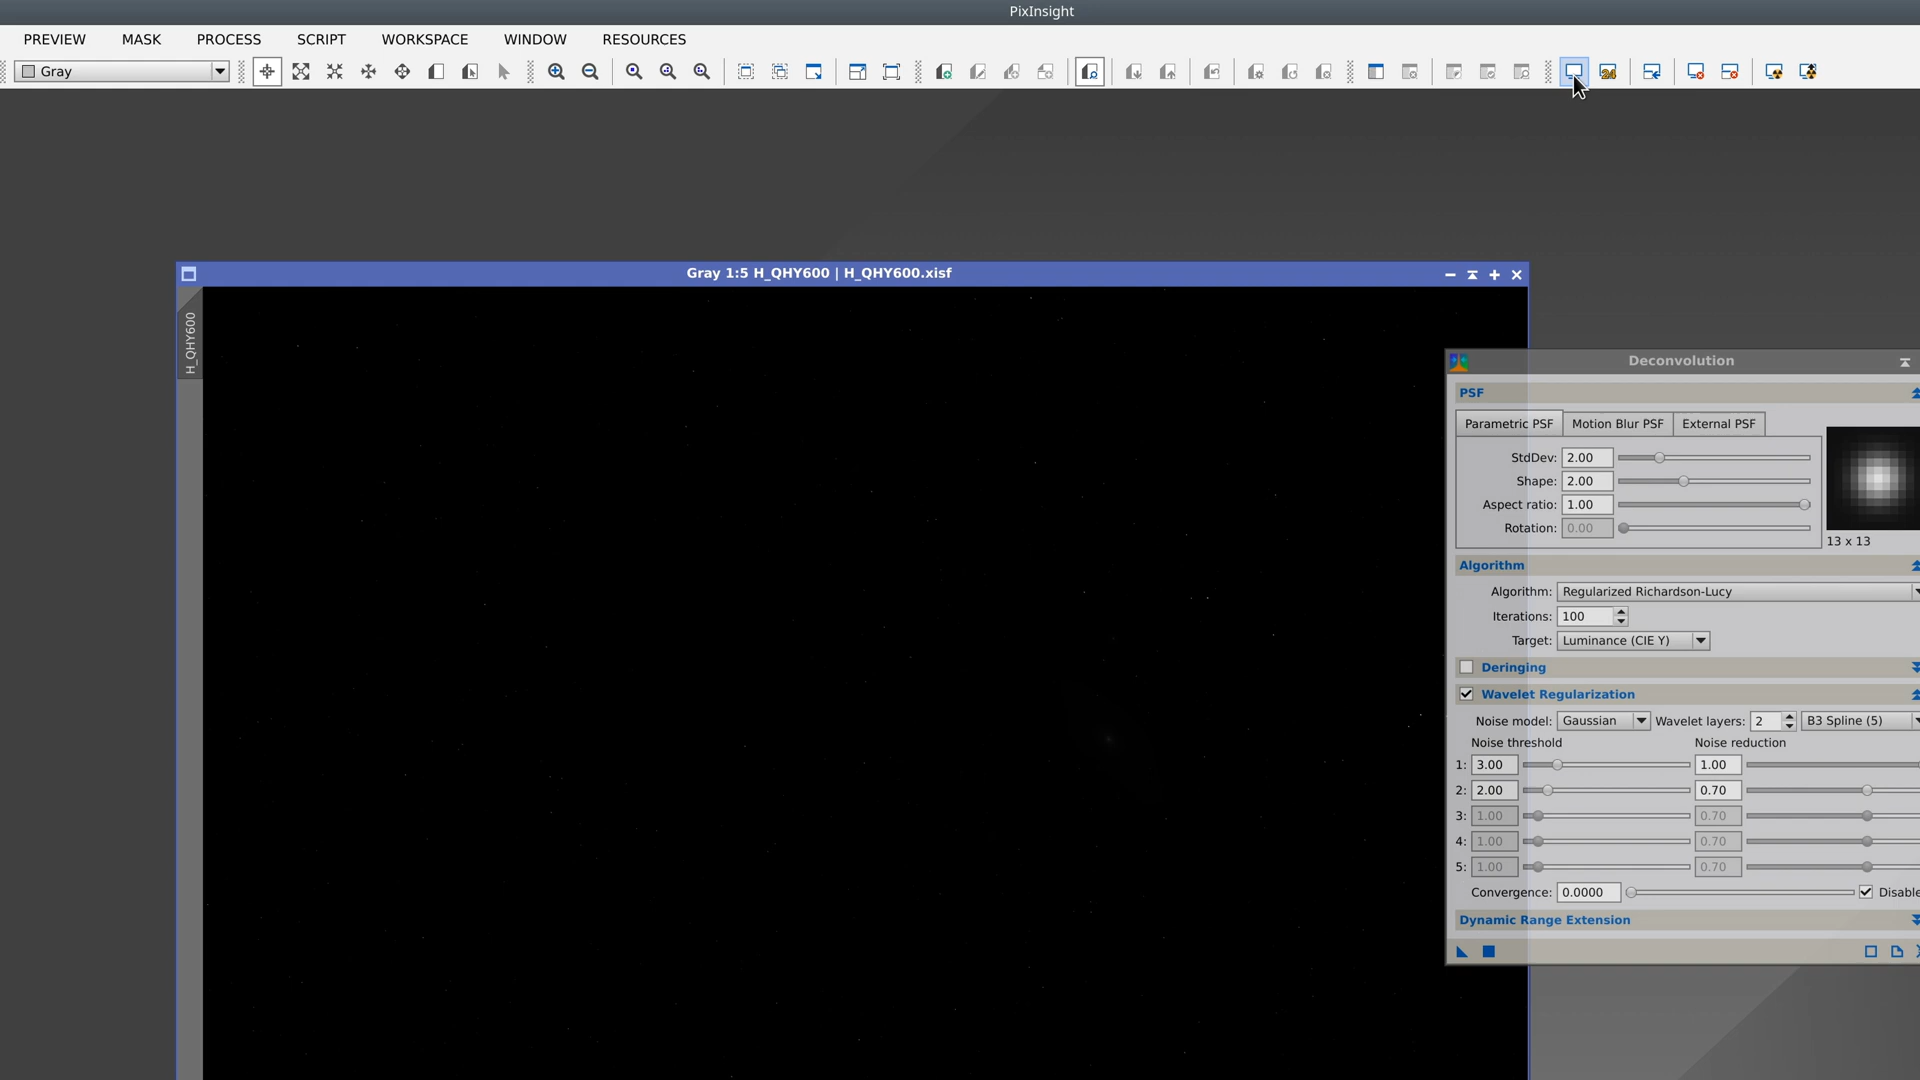 PixInsight
PREVIEW MASK PROCESS SCRIPT WORKSPACE WINDOW RESOURCES
Gray
24
Gray 1:5 H_QHY600 | H_QHY600.xisf
H_QHY600
Deconvolution
PSF
Parametric PSF Motion Blur PSF External PSF
StdDev: 2.00
Shape: 2.00
Aspect ratio: 1.00
Rotation: 0.00
13 x 13
Algorithm
Algorithm: Regularized Richardson-Lucy
Iterations: 100
Target: Luminance (CIE Y)
Deringing
Wavelet Regularization
Noise model: Gaussian Wavelet layers: 2 B3 Spline (5)
Noise threshold Noise reduction
1: 3.00 1.00
2: 2.00 0.70
3: 1.00 0.70
4: 1.00 0.70
5: 1.00 0.70
Convergence: 0.0000 Disable
Dynamic Range Extension